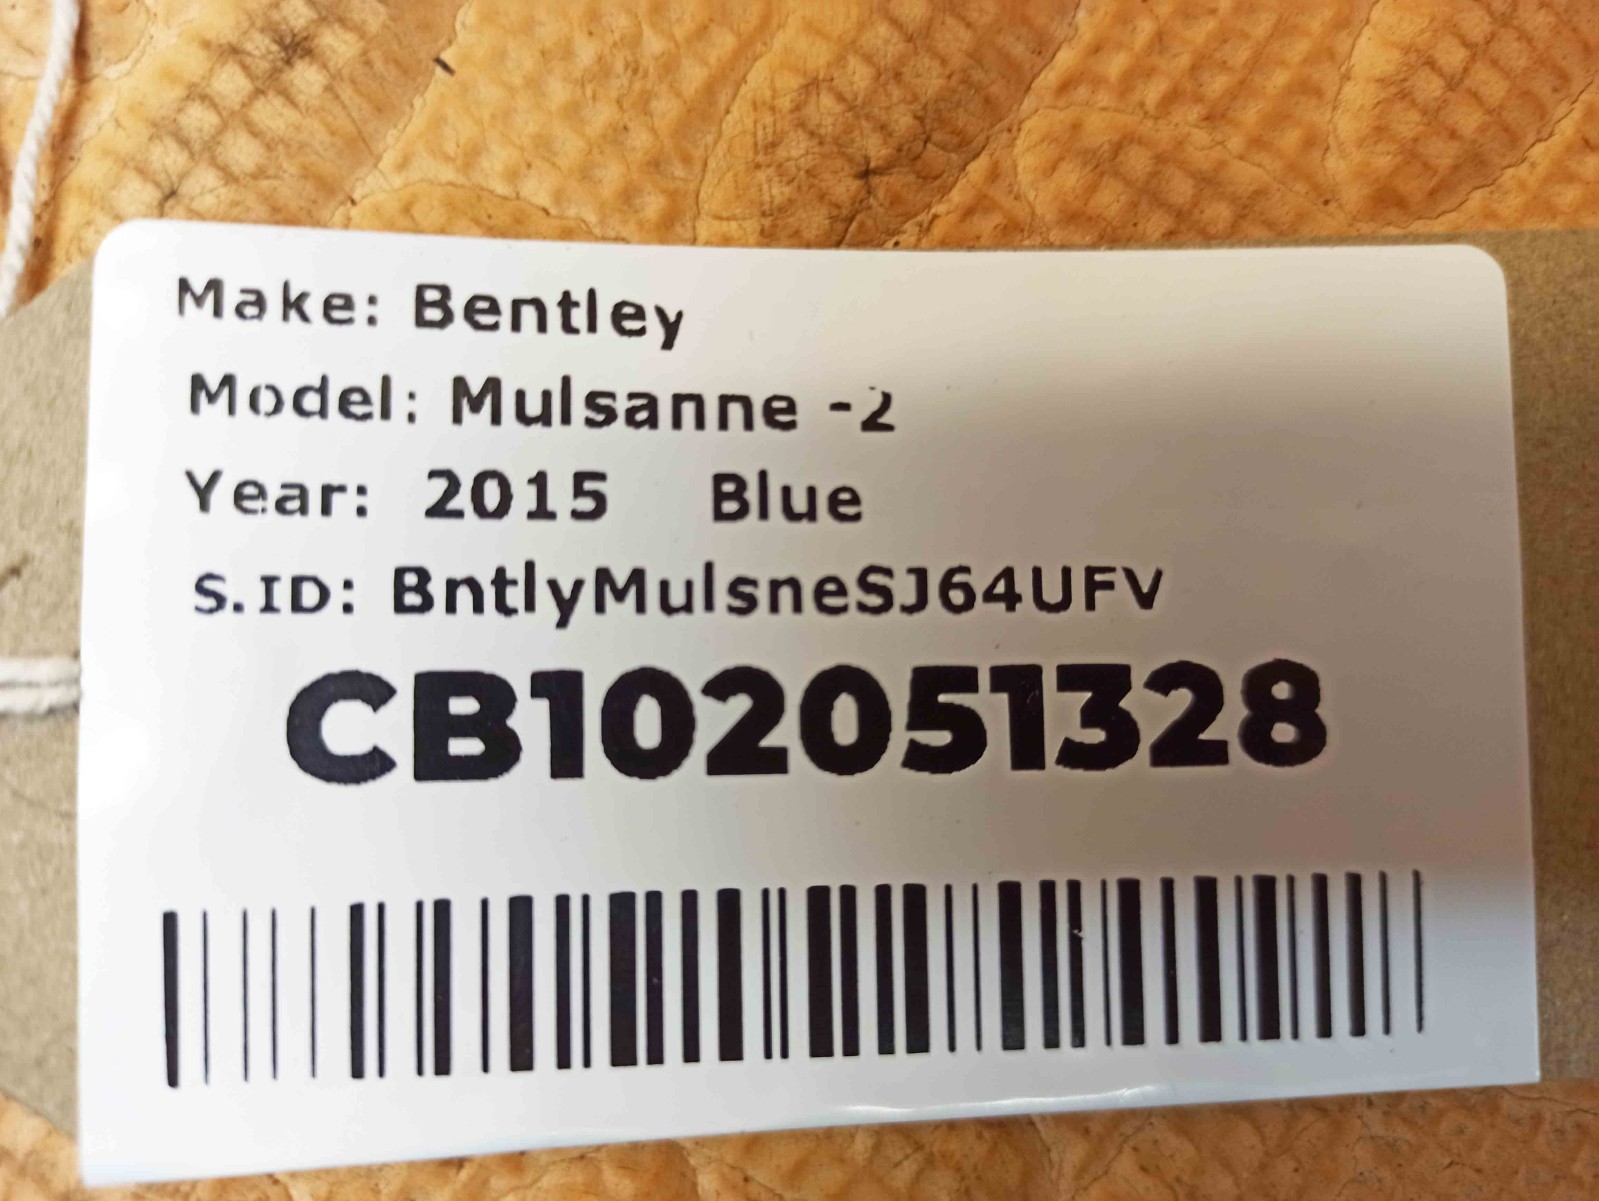 Make: Bentley
Model: Mulsanne -2
Year: 2015 Blue
S.ID: BntlyMulsneSJ64UFV
CB102051328